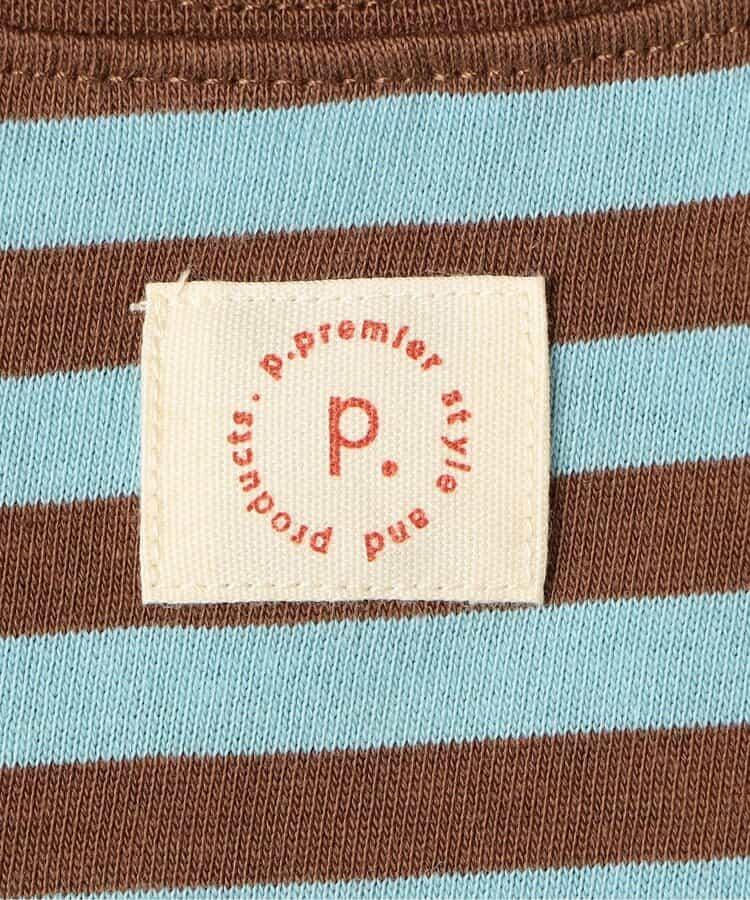 p.premier style and products.
p.